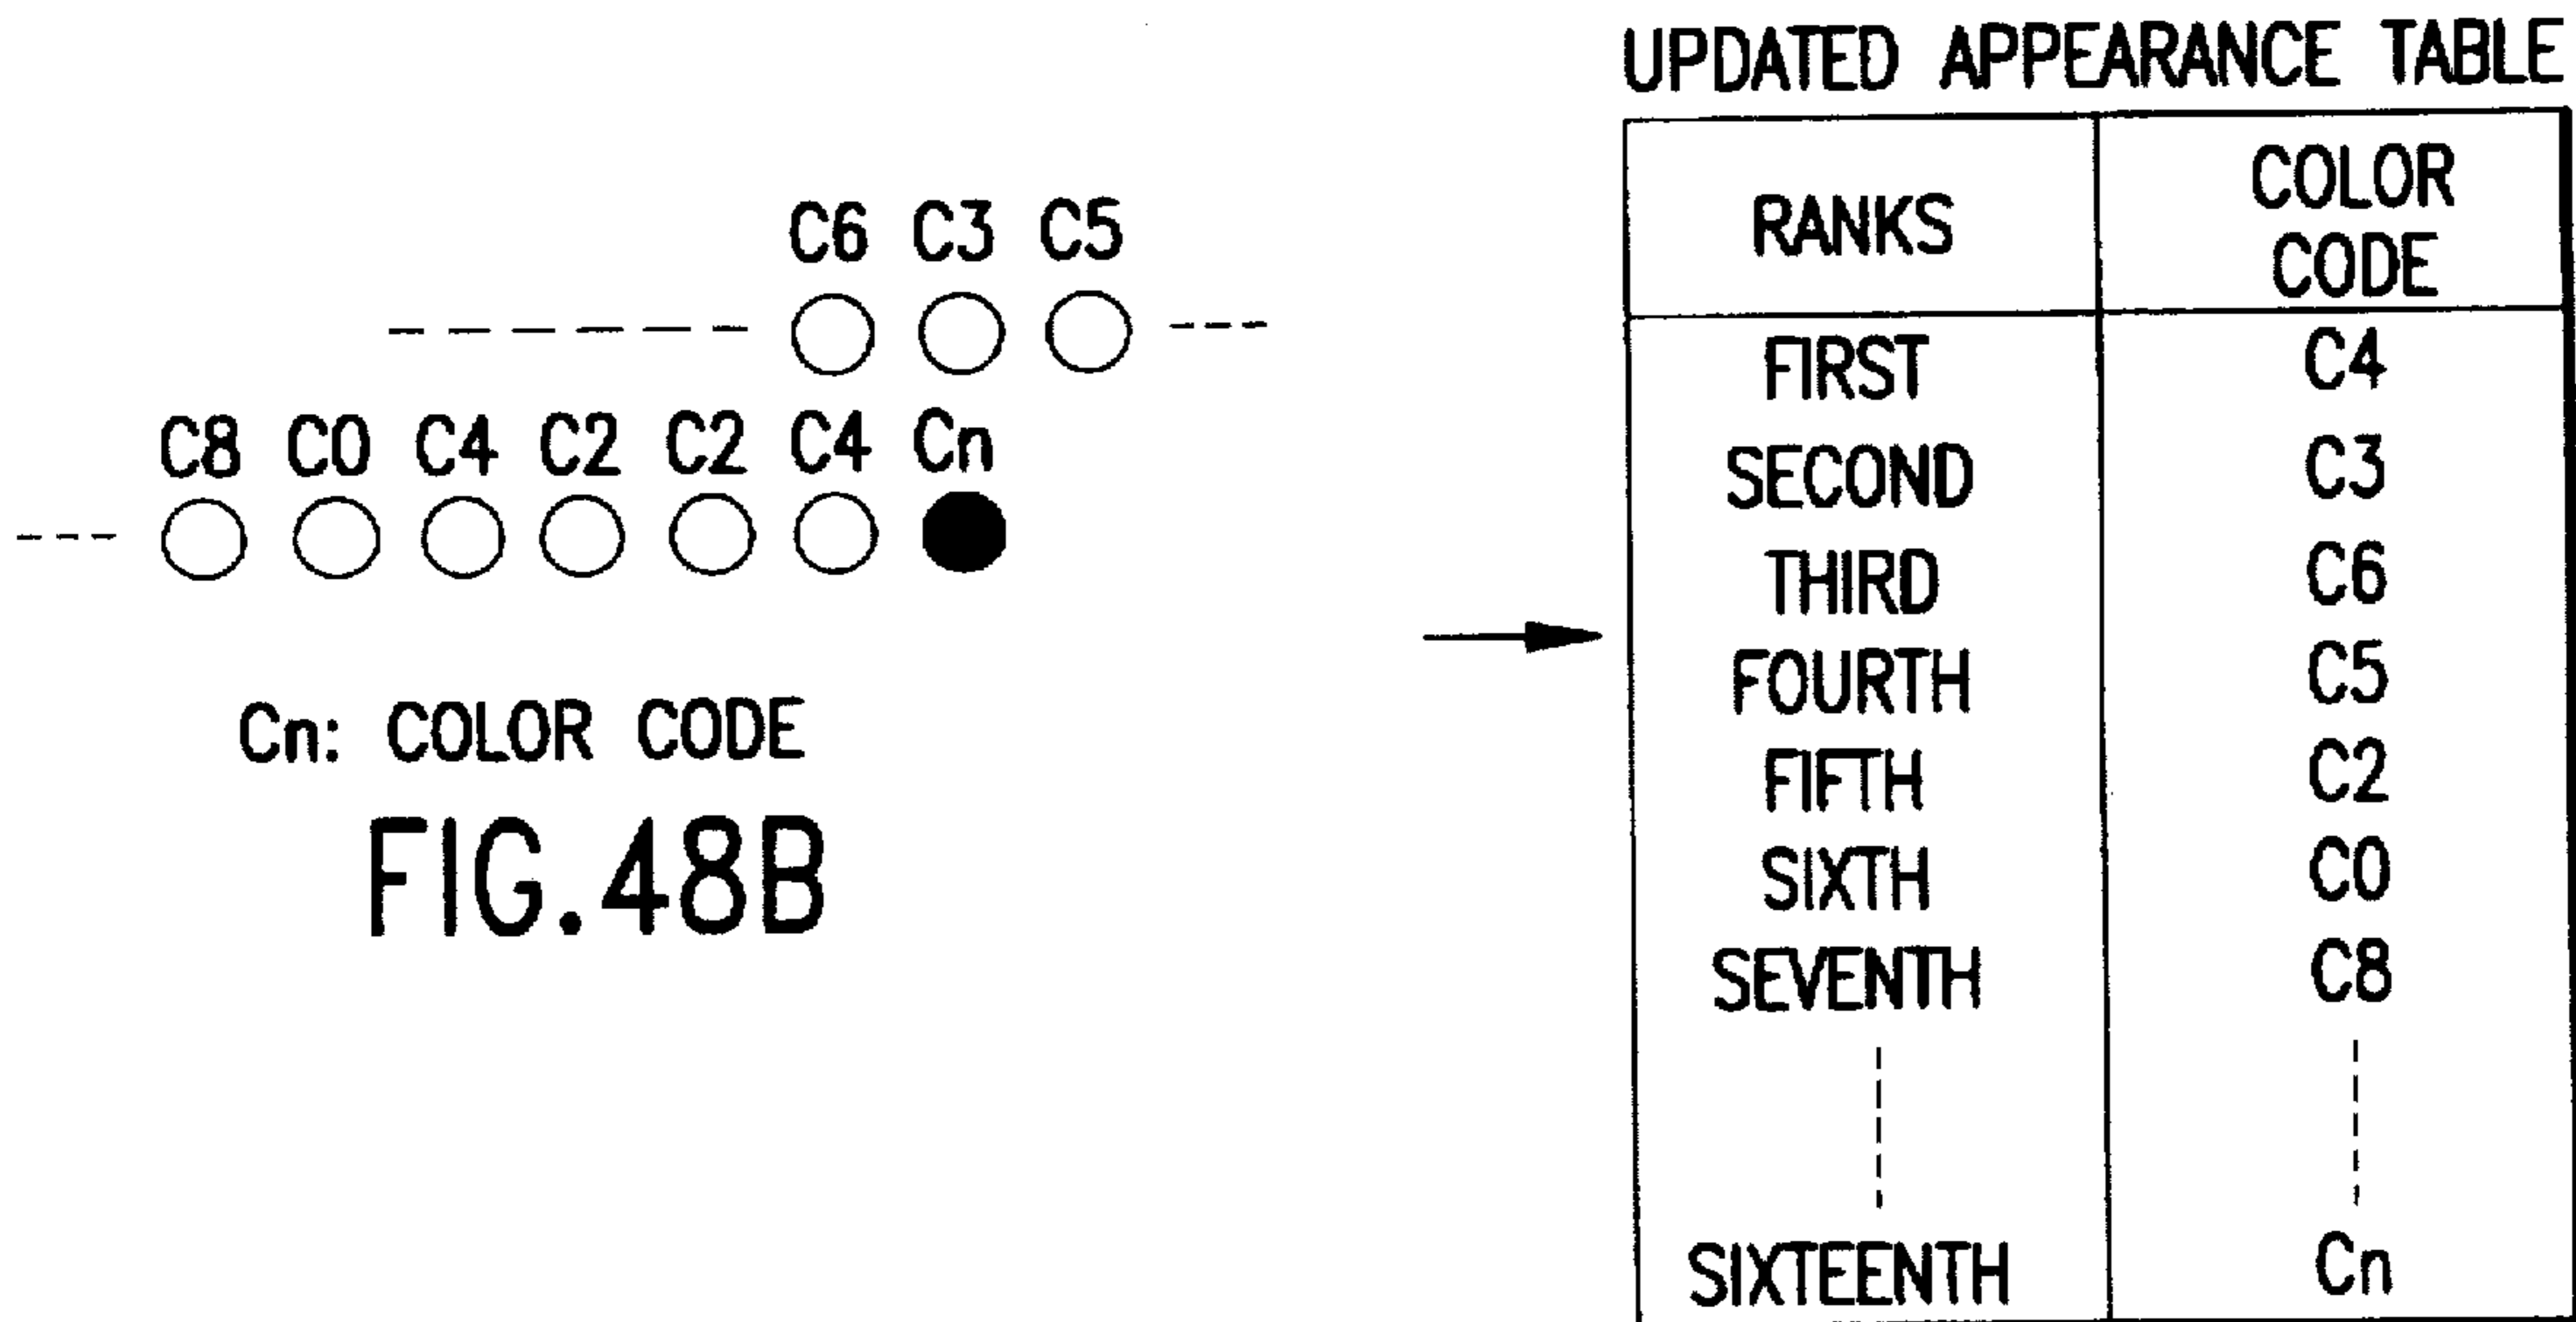 C6 C3 C5
C8 C0 C4 C2 C2 C4 Cn
Cn: COLOR CODE
FIG.48B
UPDATED APPEARANCE TABLE
RANKS COLOR CODE
FIRST C4
SECOND C3
THIRD C6
FOURTH C5
FIFTH C2
SIXTH C0
SEVENTH C8
SIXTEENTH Cn